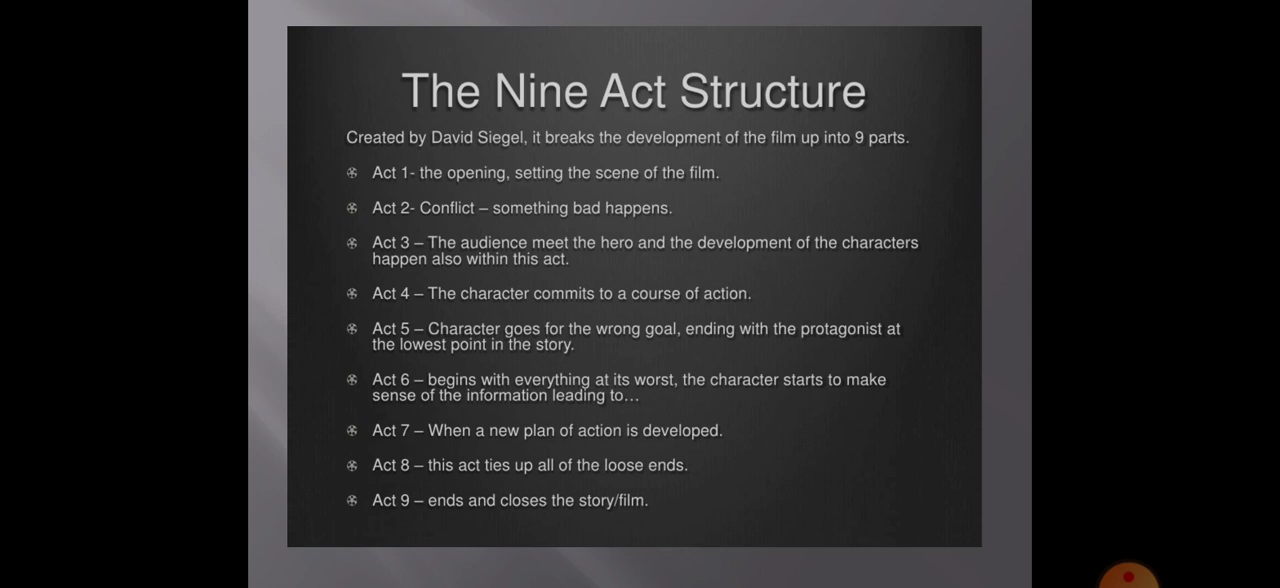 The Nine Act Structure
Created by David Siegel, it breaks the development of the film up into 9 parts.
Act 1- the opening, setting the scene of the film.
Act 2- Conflict – something bad happens.
Act 3 – The audience meet the hero and the development of the characters
happen also within this act.
Act 4 – The character commits to a course of action.
Act 5 – Character goes for the wrong goal, ending with the protagonist at
the lowest point in the story.
Act 6 – begins with everything at its worst, the character starts to make
sense of the information leading to…
Act 7 – When a new plan of action is developed.
Act 8 – this act ties up all of the loose ends.
Act 9 – ends and closes the story/film.